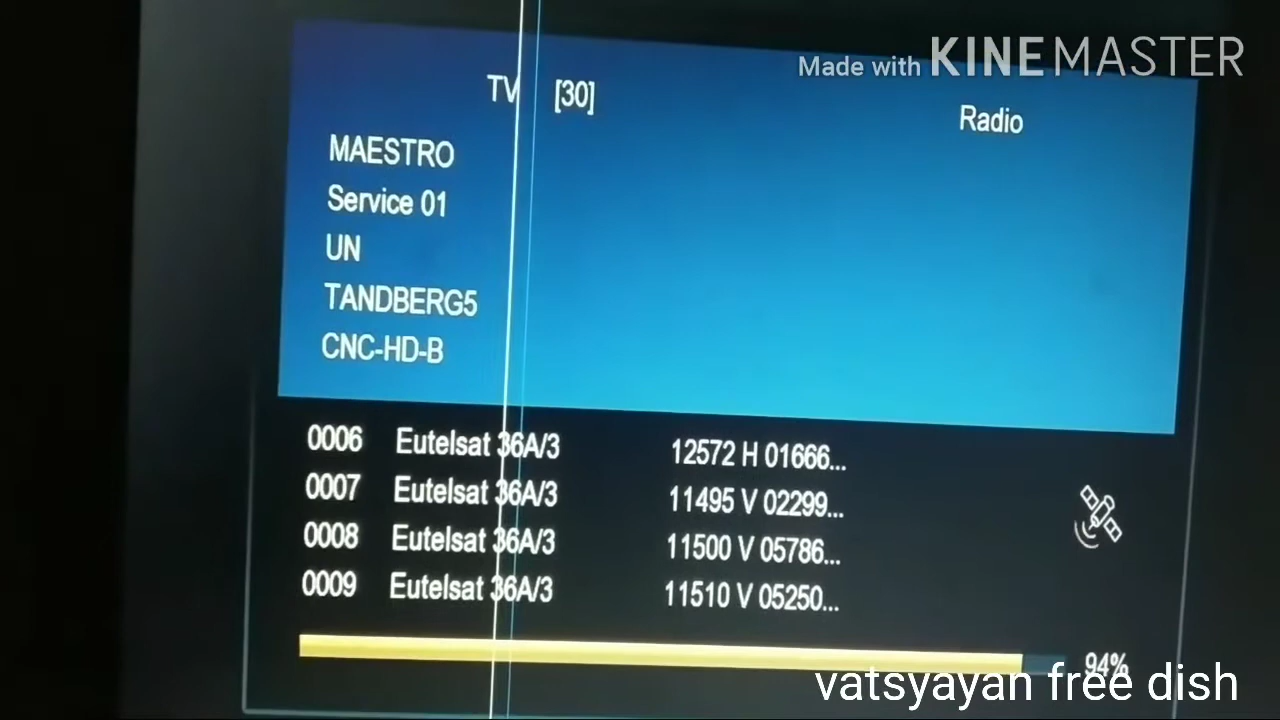 Made with KINEMASTER
TV [30]
Radio
MAESTRO
Service 01
UN
TANDBERG5
CNC-HD-B
0006 Eutelsat 36A/3 12572 H 01666...
0007 Eutelsat 36A/3 11495 V 02299...
0008 Eutelsat 36A/3 11500 V 05786...
0009 Eutelsat 36A/3 11510 V 05250...
94%
vatsyayan free dish